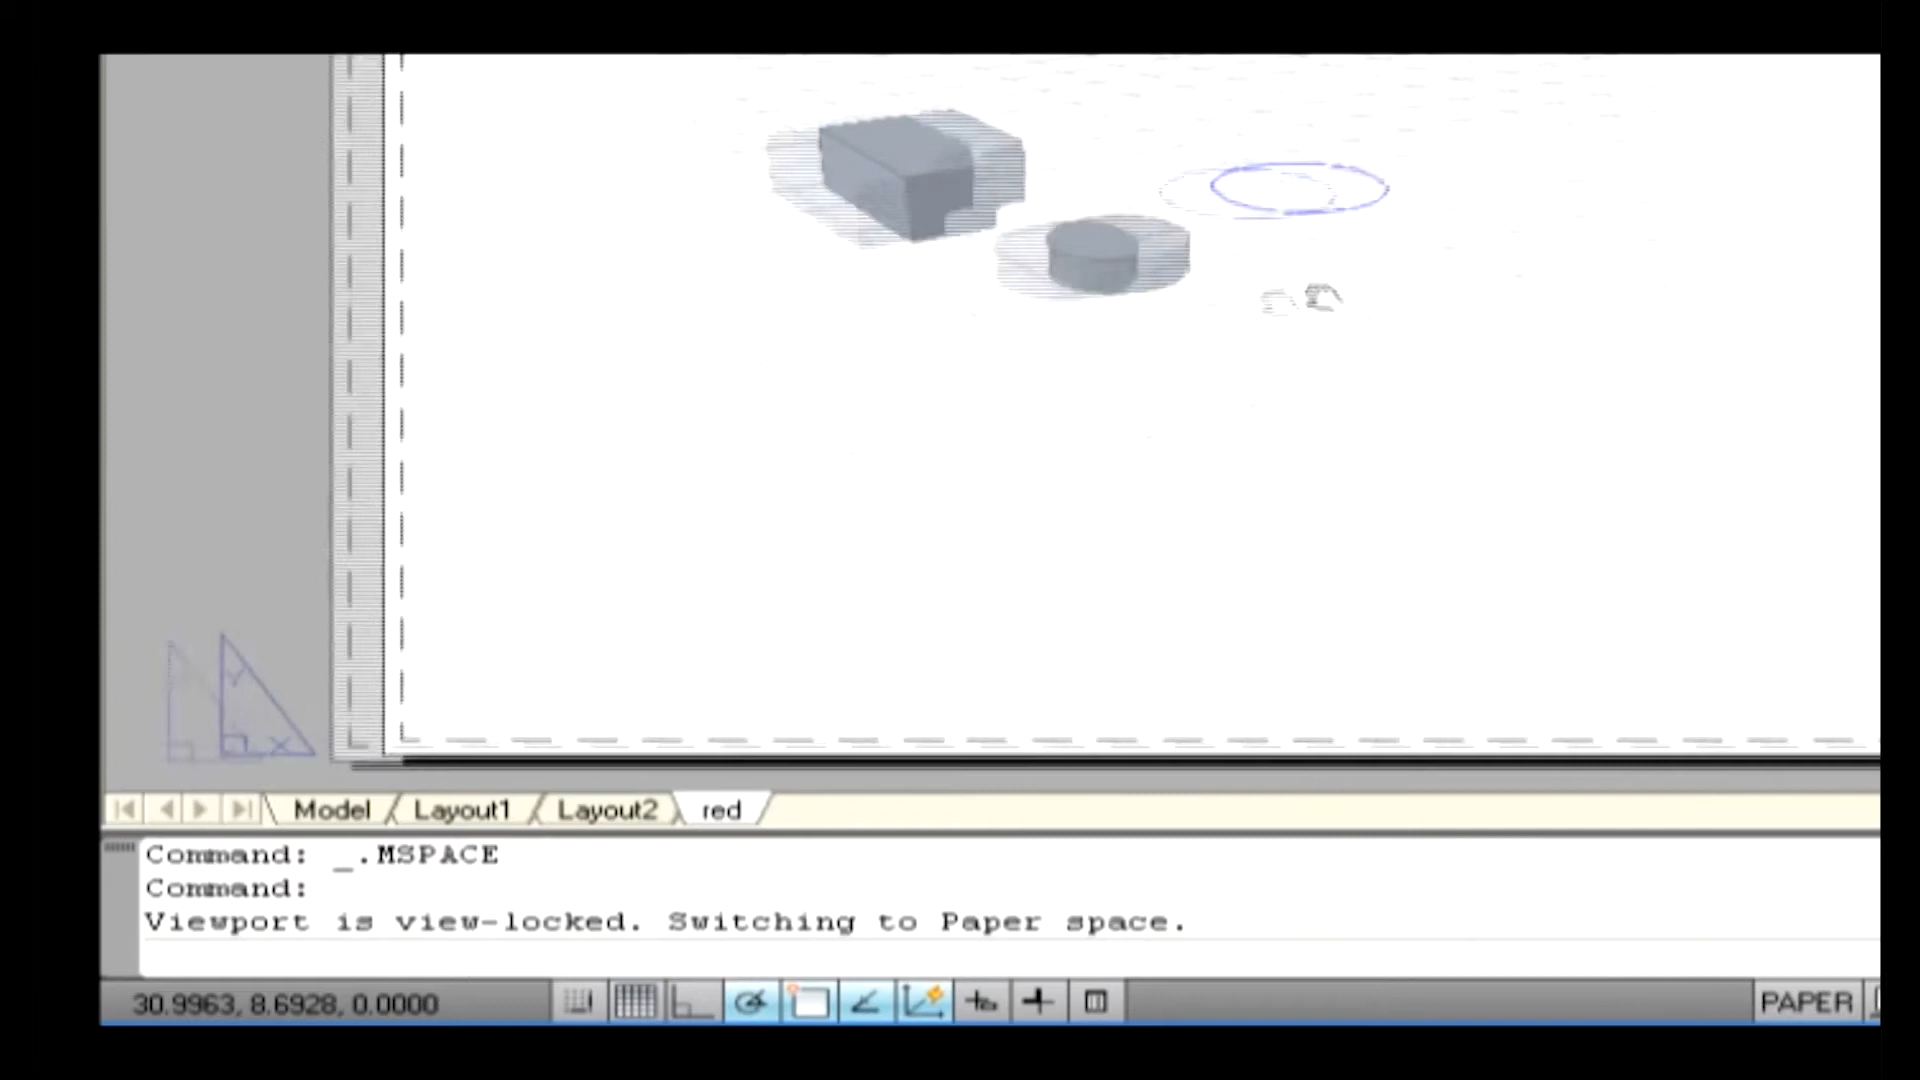 Y
X
Model Layout1 Layout2 red
Command: _.MSPACE
Command:
Viewport is view-locked. Switching to Paper space.
30.9963, 8.6928, 0.0000
PAPER